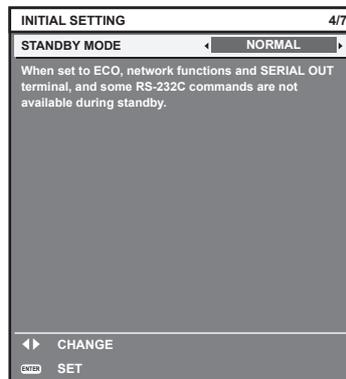 INITIAL SETTING 4/7
STANDBY MODE NORMAL
When set to ECO, network functions and SERIAL OUT
terminal, and some RS-232C commands are not
available during standby.
CHANGE
ENTER SET